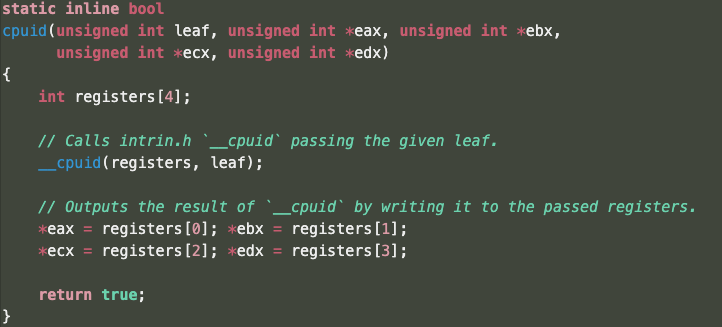 static inline bool
cpuid(unsigned int leaf, unsigned int *eax, unsigned int *ebx,
      unsigned int *ecx, unsigned int *edx)
{
    int registers[4];

    // Calls intrin.h `__cpuid` passing the given leaf.
    __cpuid(registers, leaf);

    // Outputs the result of `__cpuid` by writing it to the passed registers.
    *eax = registers[0]; *ebx = registers[1];
    *ecx = registers[2]; *edx = registers[3];

    return true;
}